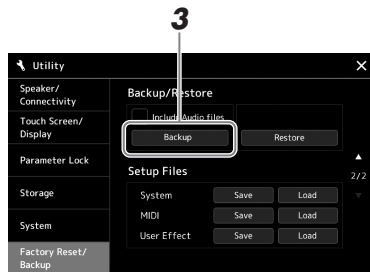 3
Utility
Speaker/
Connectivity
Touch Screen/
Display
Parameter Lock
Storage
System
Factory Reset/
Backup
Backup/Restore
Include Audio files
Backup Restore
2/2
Setup Files
System Save Load
MIDI Save Load
User Effect Save Load